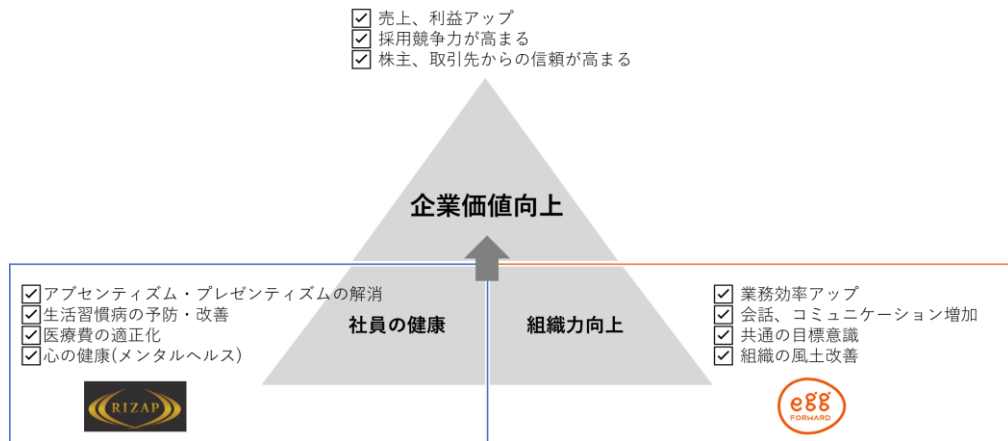 売上、利益アップ
採用競争力が高まる
株主、取引先からの信頼が高まる
企業価値向上
アブセンティズム・プレゼンティズムの解消
生活習慣病の予防・改善
医療費の適正化
心の健康(メンタルヘルス)
社員の健康
組織力向上
業務効率アップ
会話、コミュニケーション増加
共通の目標意識
組織の風土改善
RIZAP
egg
FORWARD